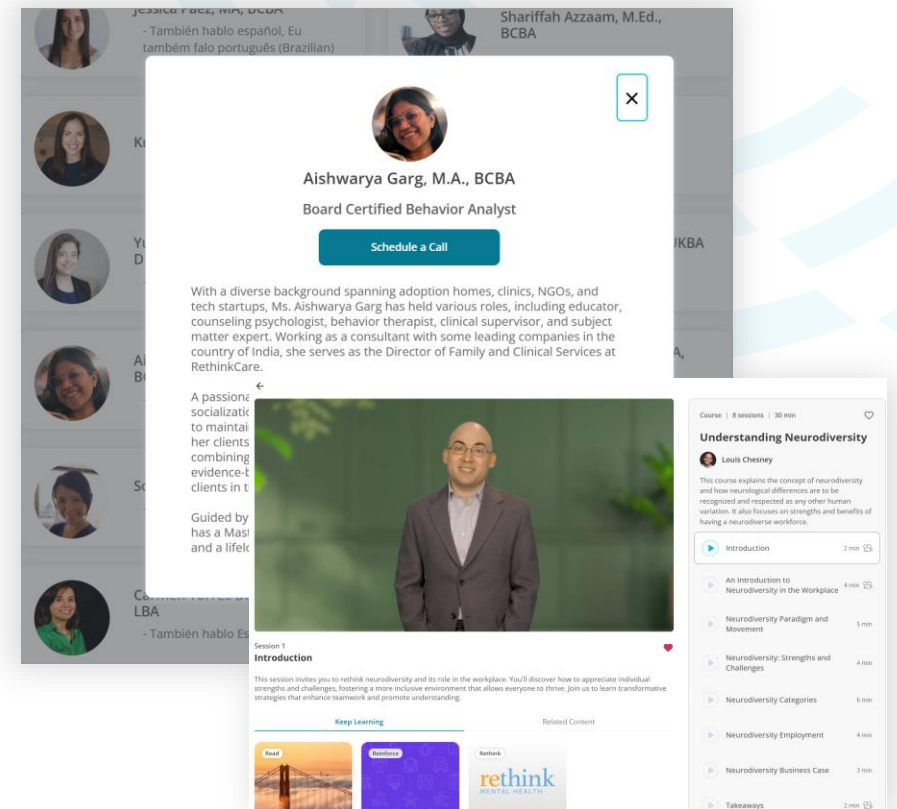 Jessica Paez, MA, BCBA
- También hablo español, Eu
também falo português (Brazilian)
Shariffah Azzaam, M.Ed.,
BCBA
Aishwarya Garg, M.A., BCBA
Board Certified Behavior Analyst
Schedule a Call
UKBA
With a diverse background spanning adoption homes, clinics, NGOs, and
tech startups, Ms. Aishwarya Garg has held various roles, including educator,
counseling psychologist, behavior therapist, clinical supervisor, and subject
matter expert. Working as a consultant with some leading companies in the
country of India, she serves as the Director of Family and Clinical Services at
RethinkCare.
A passiona
socializatio
to maintai
her clients
combining
evidence-b
clients in t
Guided by
has a Mast
and a lifelo
LBA
- También hablo Es
Session 1
Introduction
This session invites you to rethink neurodiversity and its role in the workplace. You'll discover how to appreciate individual
strengths and challenges, fostering a more inclusive environment that allows everyone to thrive. Join us to learn transformative
strategies that enhance teamwork and promote understanding.
Keep Learning
Related Content
Read
Reinforce
Rethink
rethink
MENTAL HEALTH
Course | 8 sessions | 30 min
Understanding Neurodiversity
Louis Chesney
This course explains the concept of neurodiversity
and how neurological differences are to be
recognized and respected as any other human
variation. It also focuses on strengths and benefits of
having a neurodiverse workforce.
Introduction 2 min
An Introduction to
Neurodiversity in the Workplace 4 min
Neurodiversity Paradigm and
Movement 5 min
Neurodiversity: Strengths and
Challenges 4 min
Neurodiversity Categories 6 min
Neurodiversity Employment 4 min
Neurodiversity Business Case 3 min
Takeaways 2 min